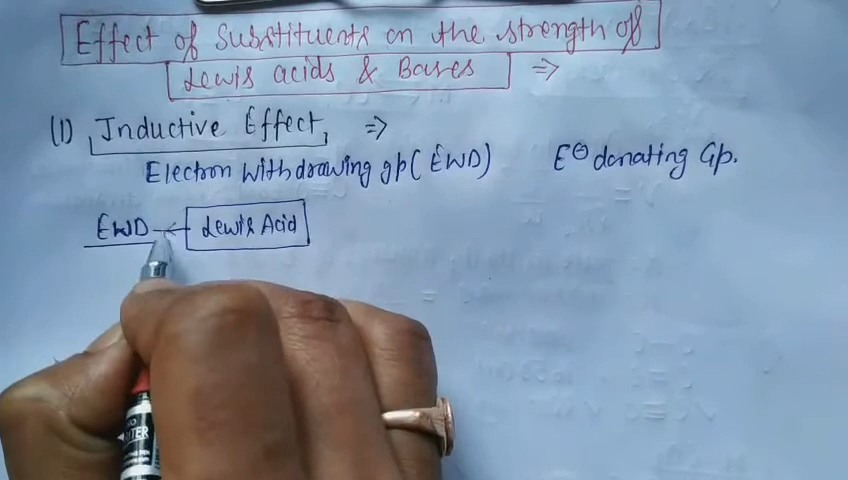 Effect of Substituents on the strength of
Lewis acids & Bases ⇒
(1) Inductive Effect, ⇒
Electron withdrawing gp( EWD) E⊖ donating Gp.
EWD ← Lewis Acid